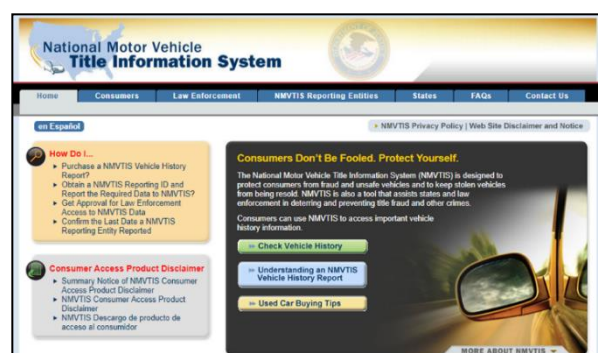 National Motor Vehicle
Title Information System
Home
Consumers
Law Enforcement
NMVTIS Reporting Entities
States
FAQs
Contact Us
en Español
NMVTIS Privacy Policy | Web Site Disclaimer and Notice
How Do I...
Purchase a NMVTIS Vehicle History
Report?
Obtain a NMVTIS Reporting ID and
Report the Required Data to NMVTIS?
Get Approval for Law Enforcement
Access to NMVTIS Data
Confirm the Last Date a NMVTIS
Reporting Entity Reported
Consumer Access Product Disclaimer
Summary Notice of NMVTIS Consumer
Access Product Disclaimer
NMVTIS Consumer Access Product
Disclaimer
NMVTIS Descargo de producto de
acceso al consumidor
Consumers Don't Be Fooled. Protect Yourself.
The National Motor Vehicle Title Information System (NMVTIS) is designed to
protect consumers from fraud and unsafe vehicles and to keep stolen vehicles
from being resold. NMVTIS is also a tool that assists states and law
enforcement in deterring and preventing title fraud and other crimes.
Consumers can use NMVTIS to access important vehicle
history information.
Check Vehicle History
Understanding an NMVTIS
Vehicle History Report
Used Car Buying Tips
MORE ABOUT NMVTIS